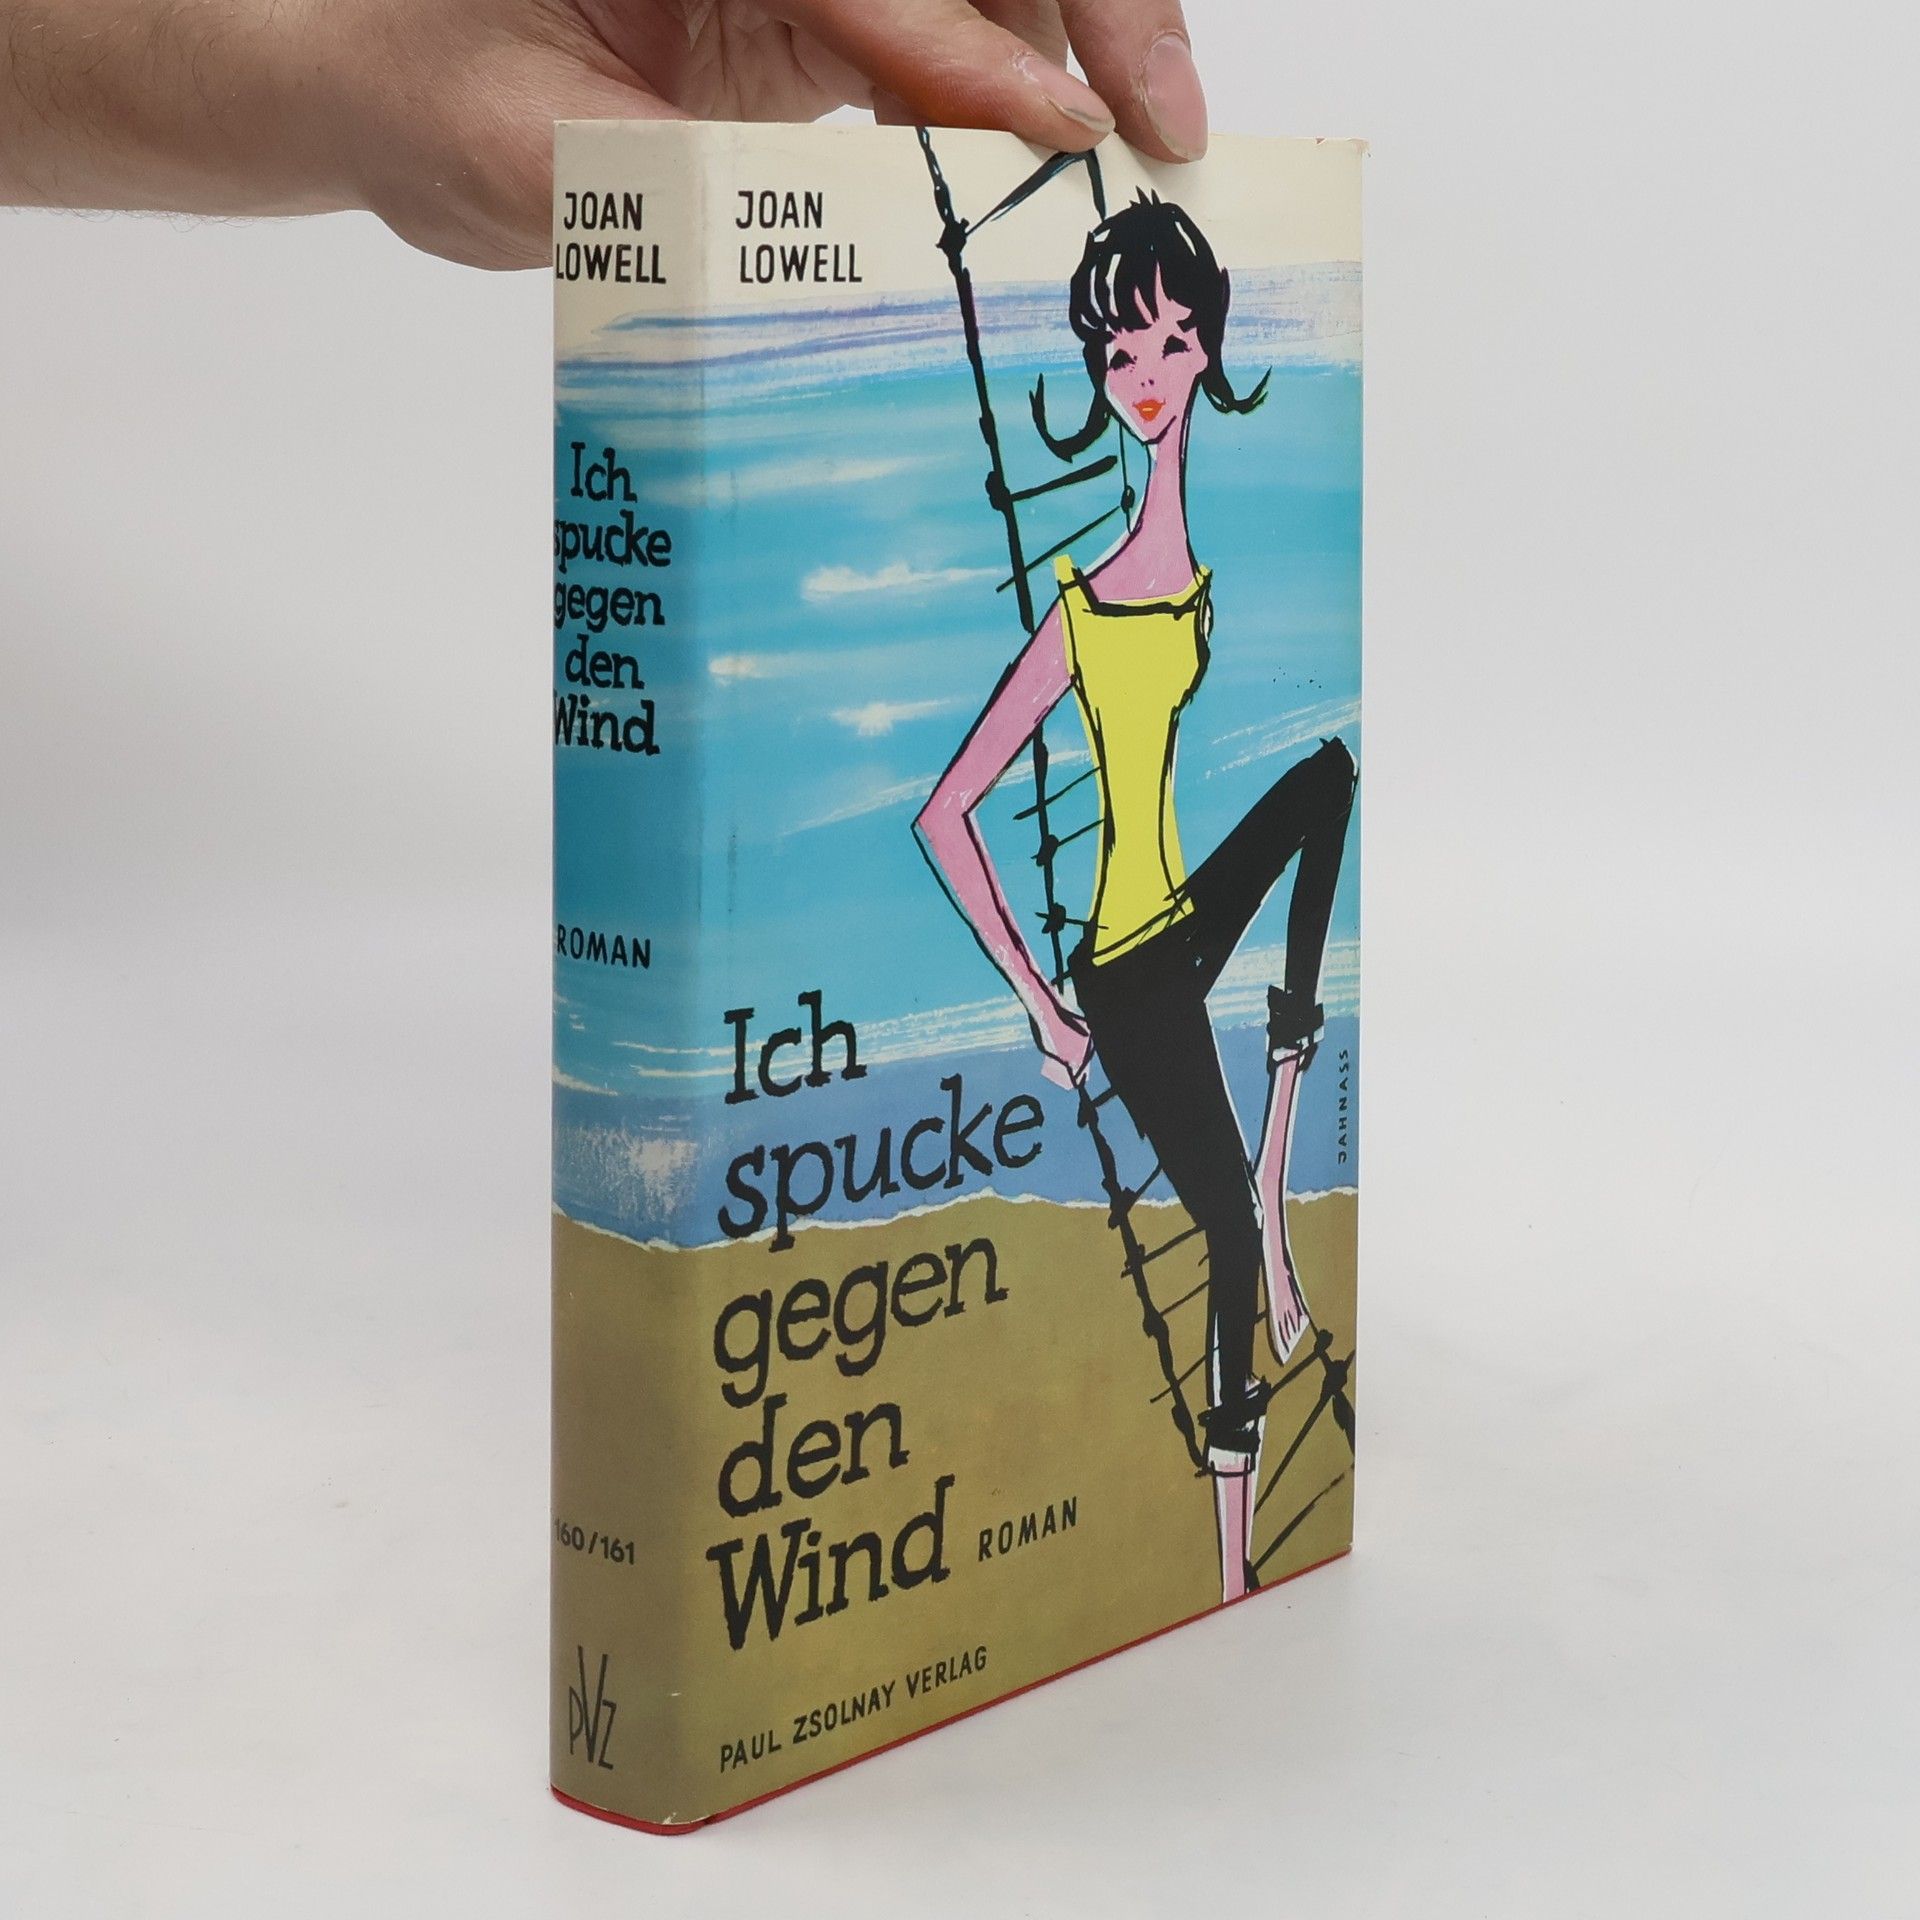 JOAN
LOWELL
Ich
spucke
gegen
den
Wind
ROMAN
160/161
PVZ
JOAN
LOWELL
Ich
spucke
gegen
den
Wind ROMAN
PAUL ZSOLNAY VERLAG
JAHNASS